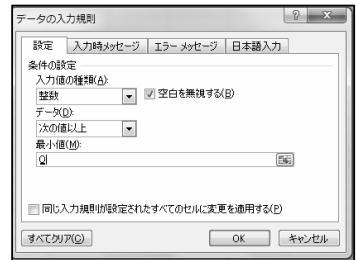 データの入力規則
設定 入力時メッセージ エラー メッセージ 日本語入力
条件の設定
入力値の種類(A):
整数 空白を無視する(B)
データ(D):
次の値以上
最小値(M):
0
同じ入力規則が設定されたすべてのセルに変更を適用する(P)
すべてクリア(C) OK キャンセル